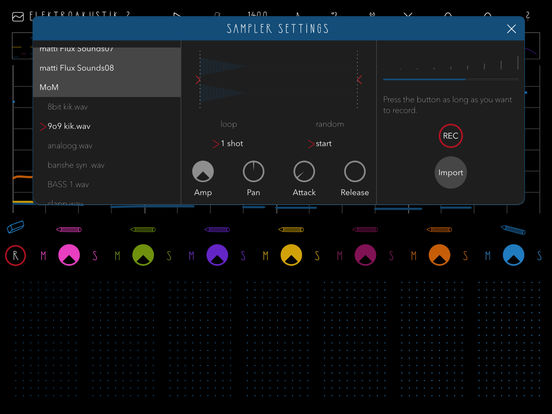 ELEKTROAKUSTIK 2
1400
SAMPLER SETTINGS
matti Flux Sounds07
matti Flux Sounds08
MoM
8bit kik.wav
9o9 kik.wav
analoog.wav
banshe syn .wav
BASS 1.wav
clapp.wav
loop
random
1 shot
start
Amp
Pan
Attack
Release
Press the button as long as you want
to record.
REC
Import
R
M S M S M S M S M S M S M S